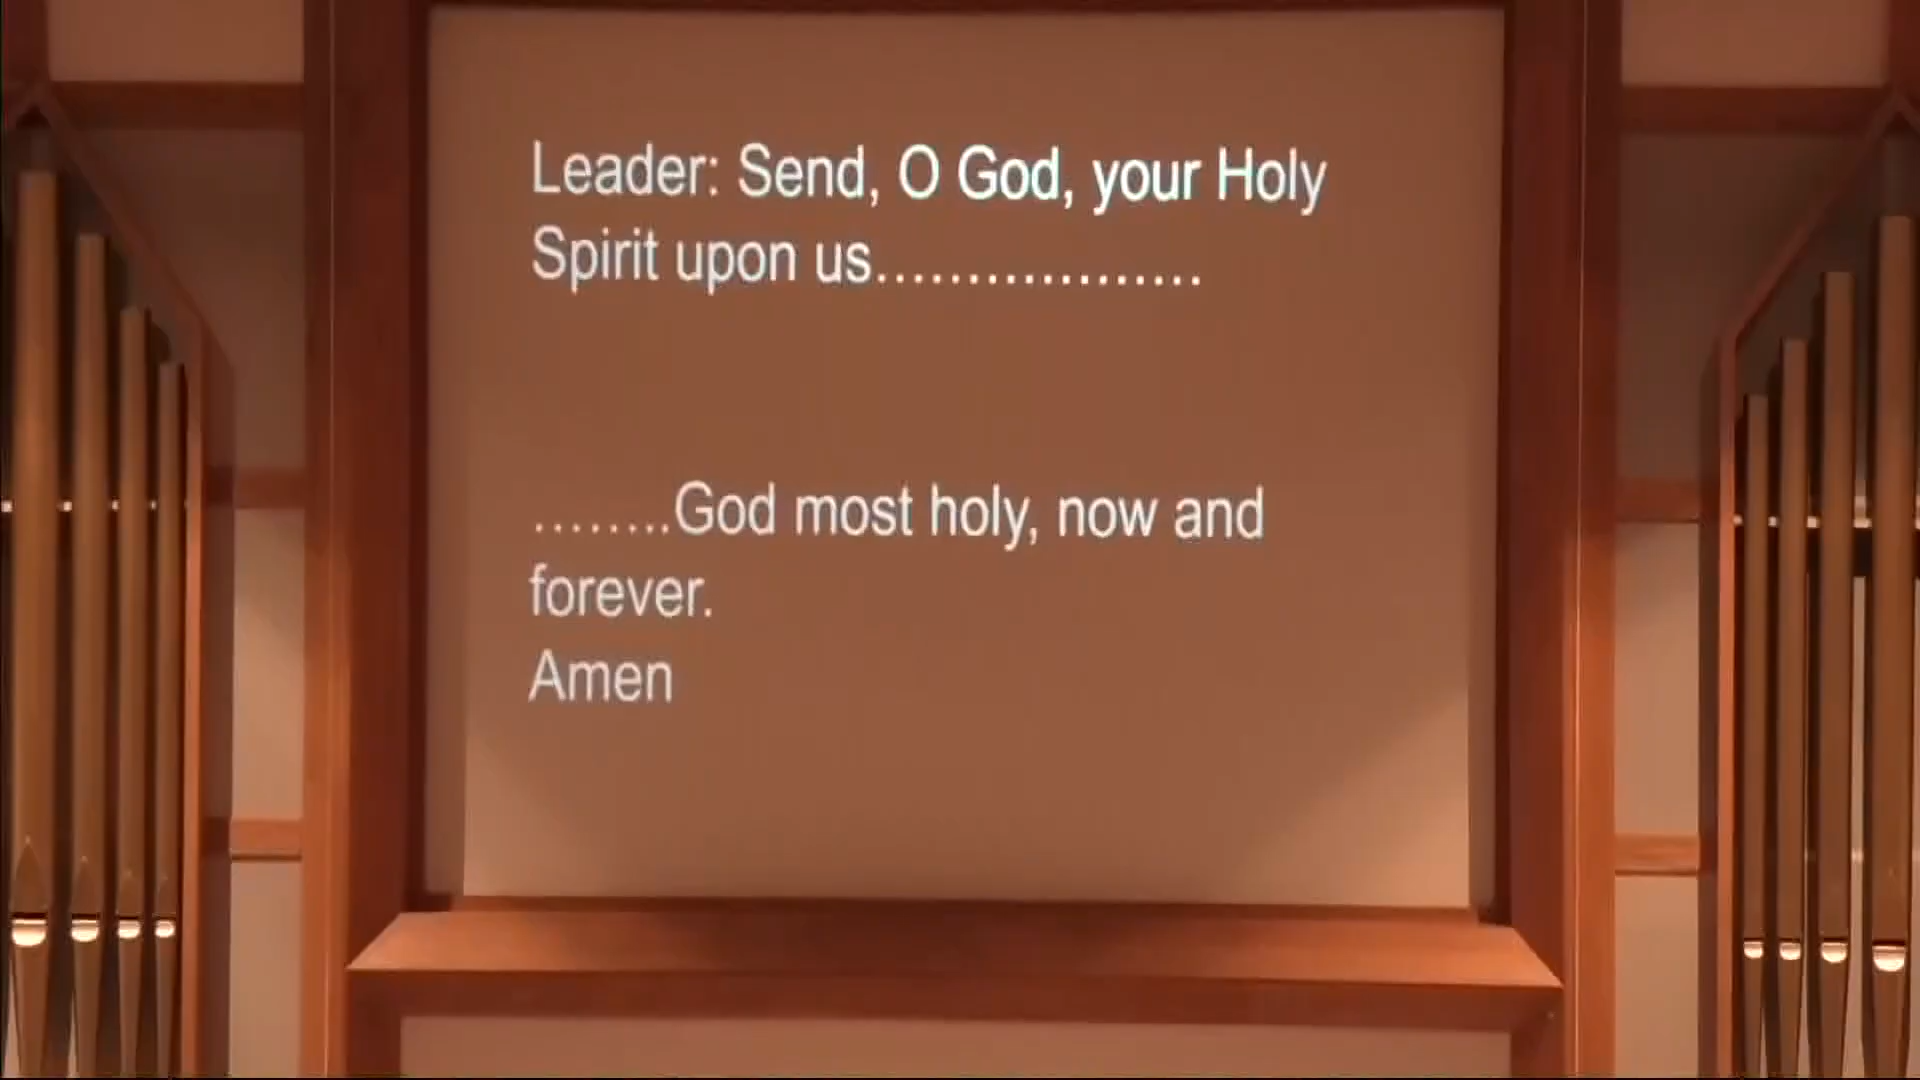 Leader: Send, O God, your Holy
Spirit upon us..................
........God most holy, now and
forever.
Amen